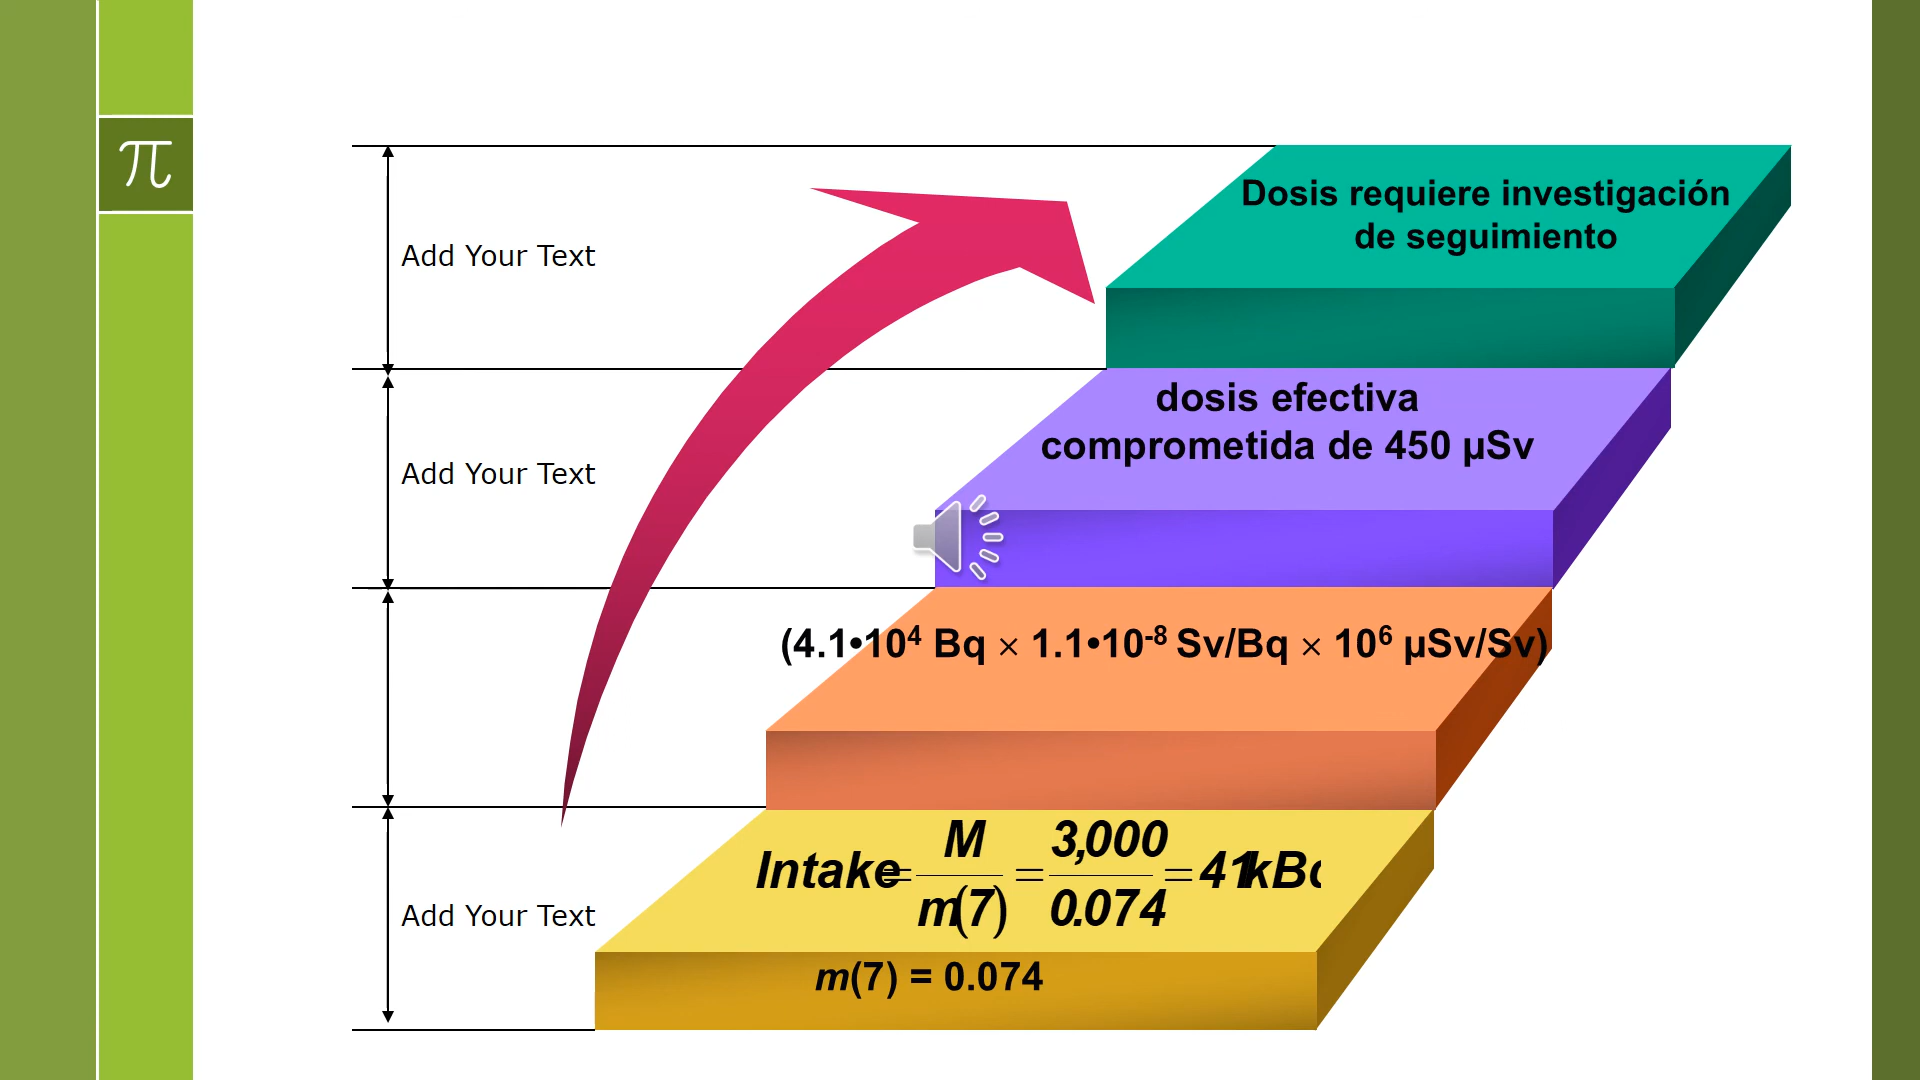 π
Dosis requiere investigación
de seguimiento
Add Your Text
dosis efectiva
comprometida de 450 µSv
Add Your Text
(4.1•10⁴ Bq × 1.1•10⁻⁸ Sv/Bq × 10⁶ µSv/Sv)
Intake = M / m(7) = 3,000 / 0.074 = 41 kBq
Add Your Text
m(7) = 0.074